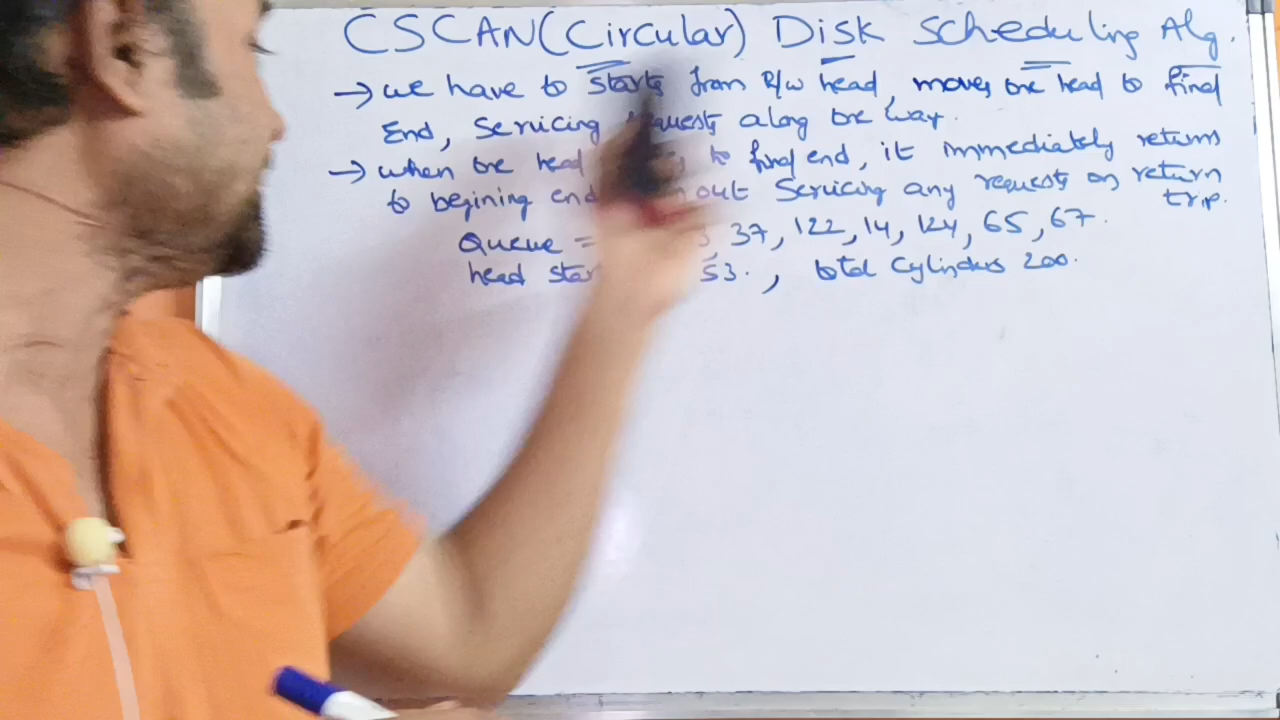 CSCAN(Circular) Disk Scheduling Alg.
→ we have to starts from R/w head, moves the head to final
End, Servicing requests along the way.
→ when the head to final end, it immediately returns
to begining end out Servicing any requests on return
trip.
Queue = 37, 122, 14, 124, 65, 67.
head star 53. , total Cylinders 200.